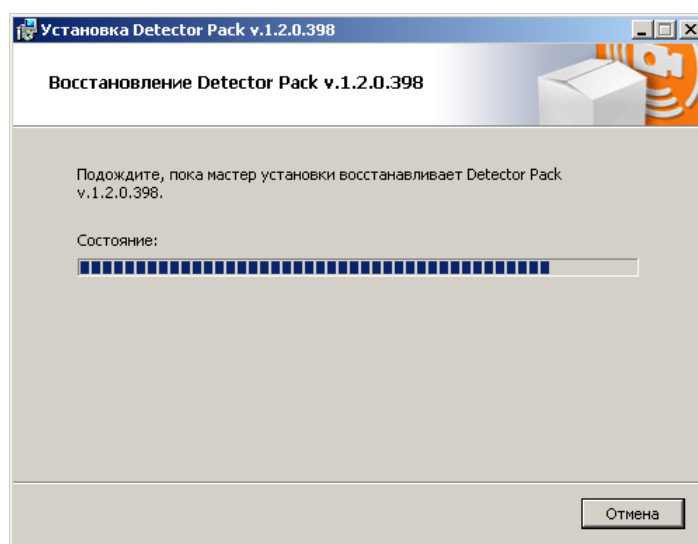 Установка Detector Pack v.1.2.0.398
Восстановление Detector Pack v.1.2.0.398
Подождите, пока мастер установки восстанавливает Detector Pack
v.1.2.0.398.
Состояние:
Отмена